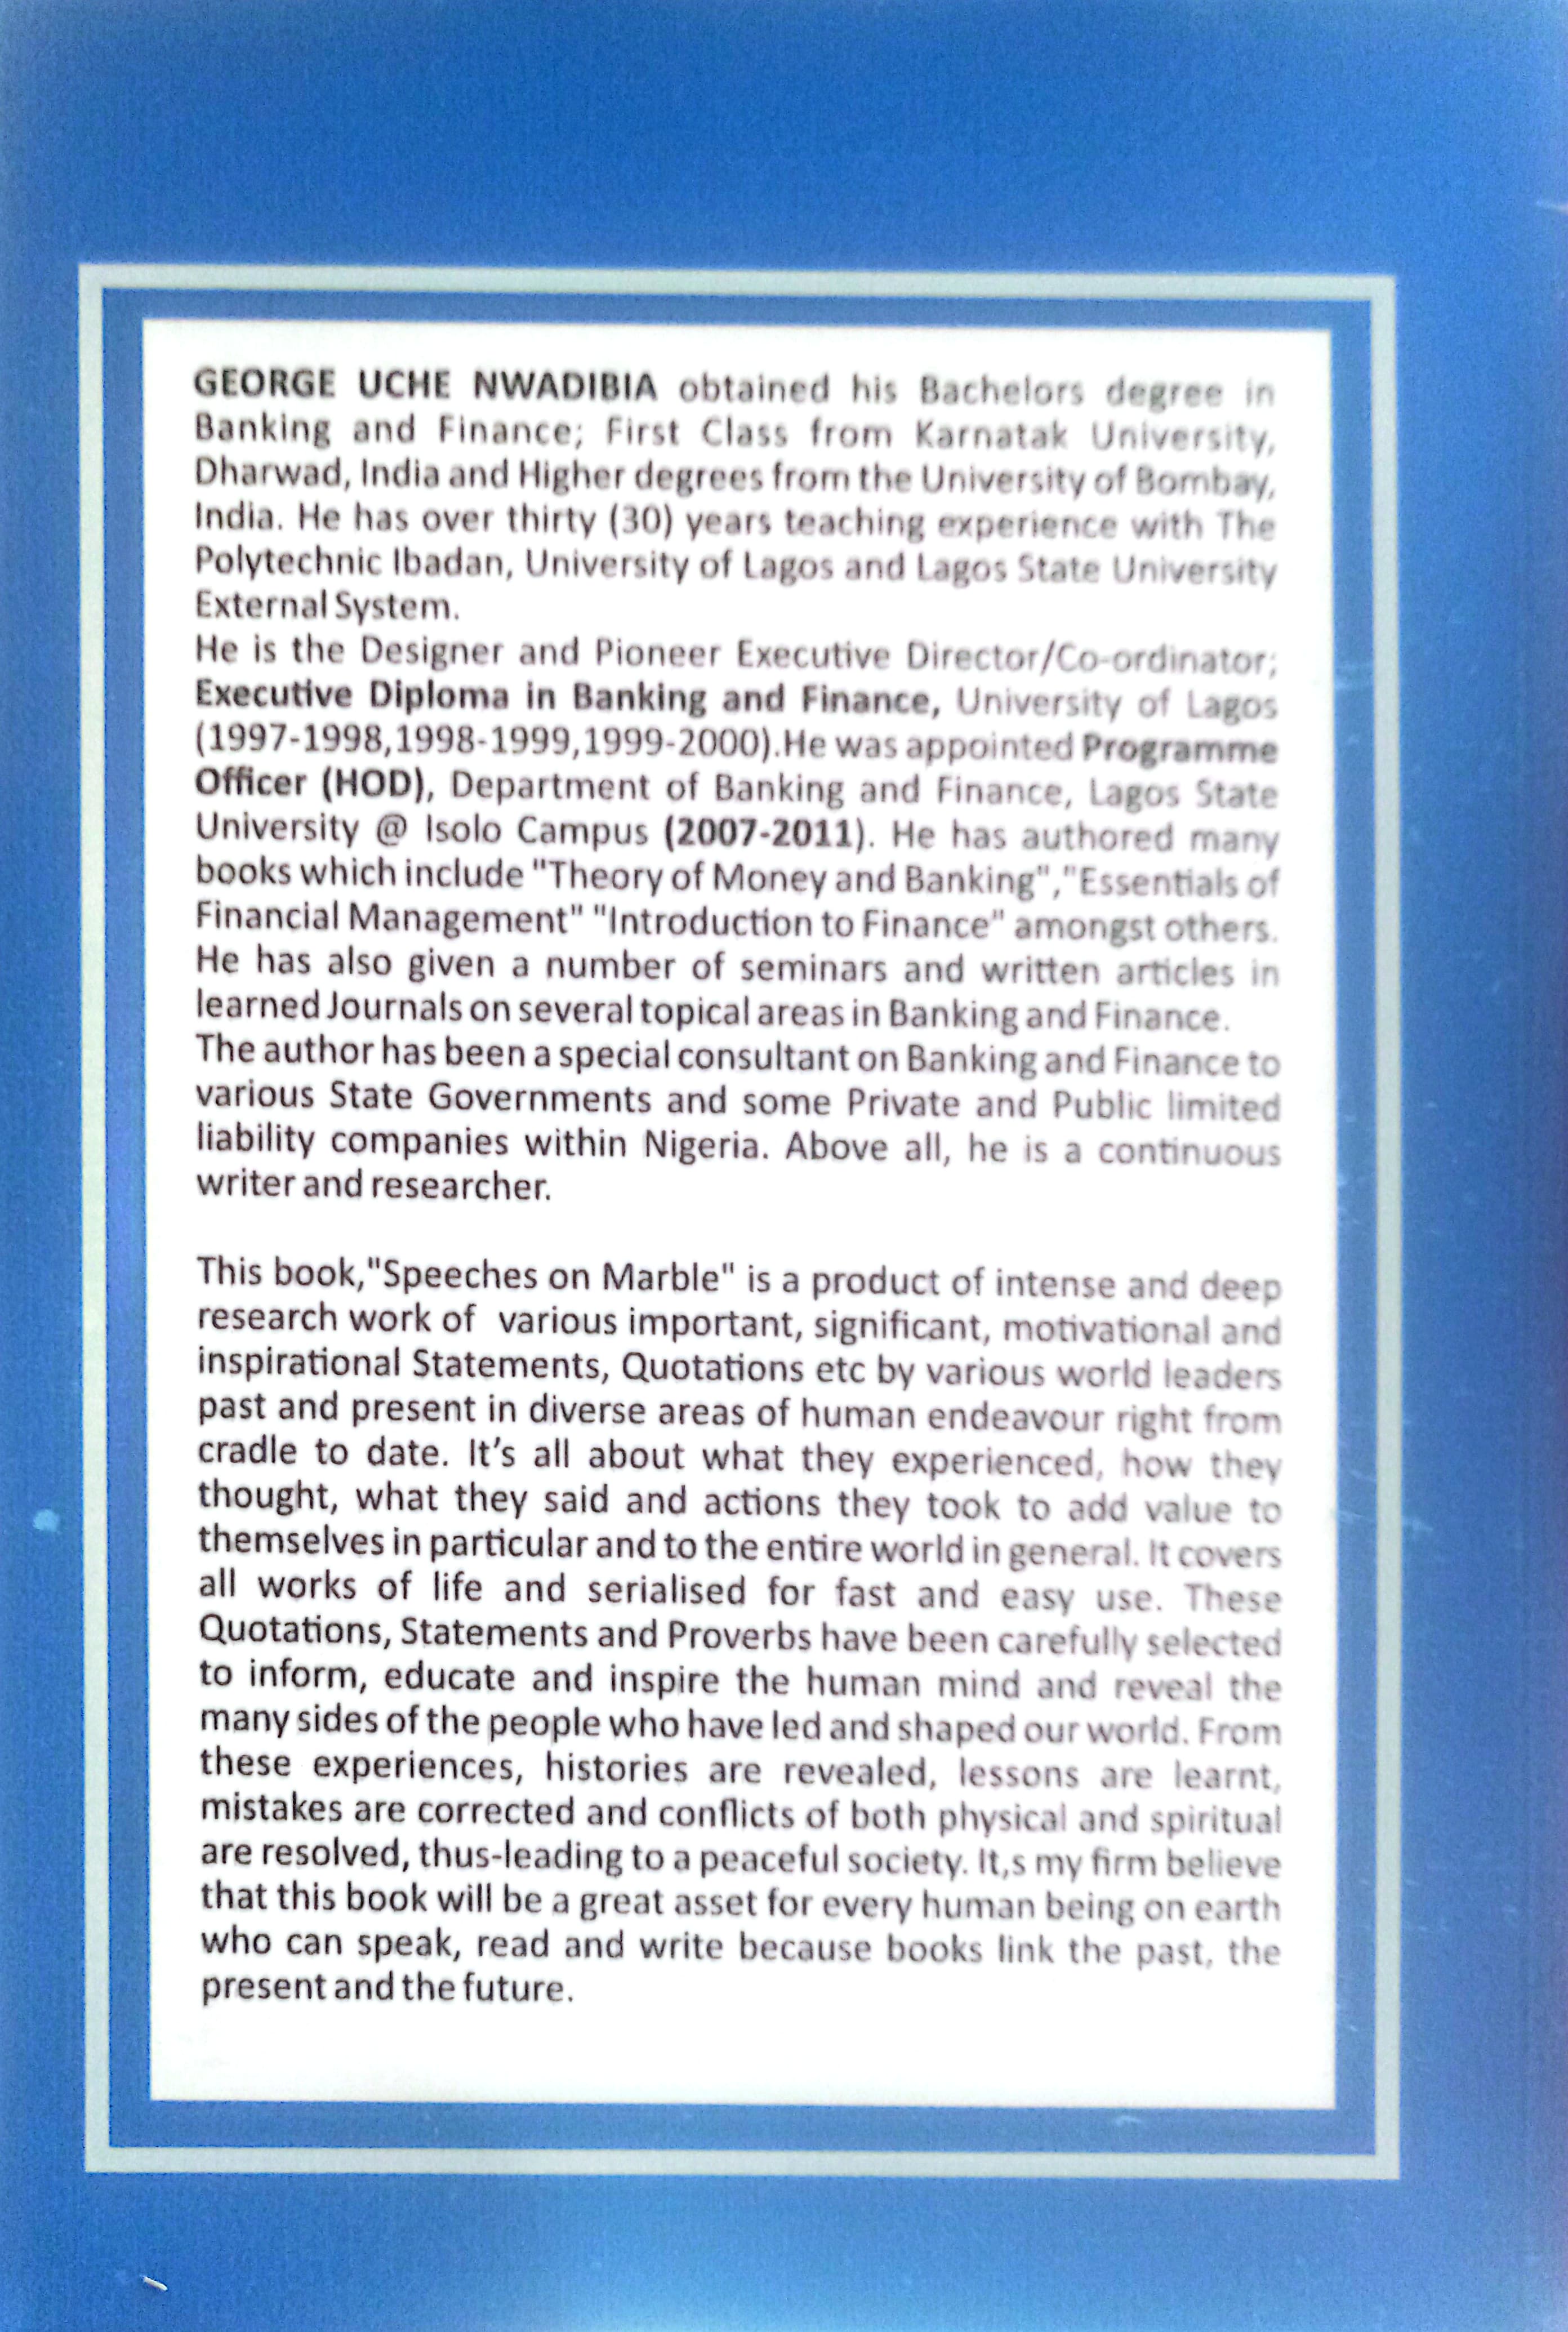 GEORGE UCHE NWADIBIA obtained his Bachelors degree in
Banking and Finance; First Class from Karnatak University,
Dharwad, India and Higher degrees from the University of Bombay,
India. He has over thirty (30) years teaching experience with The
Polytechnic Ibadan, University of Lagos and Lagos State University
External System.
He is the Designer and Pioneer Executive Director/Co-ordinator;
Executive Diploma in Banking and Finance, University of Lagos
(1997-1998,1998-1999,1999-2000).He was appointed Programme
Officer (HOD), Department of Banking and Finance, Lagos State
University @ Isolo Campus (2007-2011). He has authored many
books which include "Theory of Money and Banking","Essentials of
Financial Management" "Introduction to Finance" amongst others.
He has also given a number of seminars and written articles in
learned Journals on several topical areas in Banking and Finance.
The author has been a special consultant on Banking and Finance to
various State Governments and some Private and Public limited
liability companies within Nigeria. Above all, he is a continuous
writer and researcher.
This book,"Speeches on Marble" is a product of intense and deep
research work of various important, significant, motivational and
inspirational Statements, Quotations etc by various world leaders
past and present in diverse areas of human endeavour right from
cradle to date. It’s all about what they experienced, how they
thought, what they said and actions they took to add value to
themselves in particular and to the entire world in general. It covers
all works of life and serialised for fast and easy use. These
Quotations, Statements and Proverbs have been carefully selected
to inform, educate and inspire the human mind and reveal the
many sides of the people who have led and shaped our world. From
these experiences, histories are revealed, lessons are learnt,
mistakes are corrected and conflicts of both physical and spiritual
are resolved, thus-leading to a peaceful society. It,s my firm believe
that this book will be a great asset for every human being on earth
who can speak, read and write because books link the past, the
present and the future.